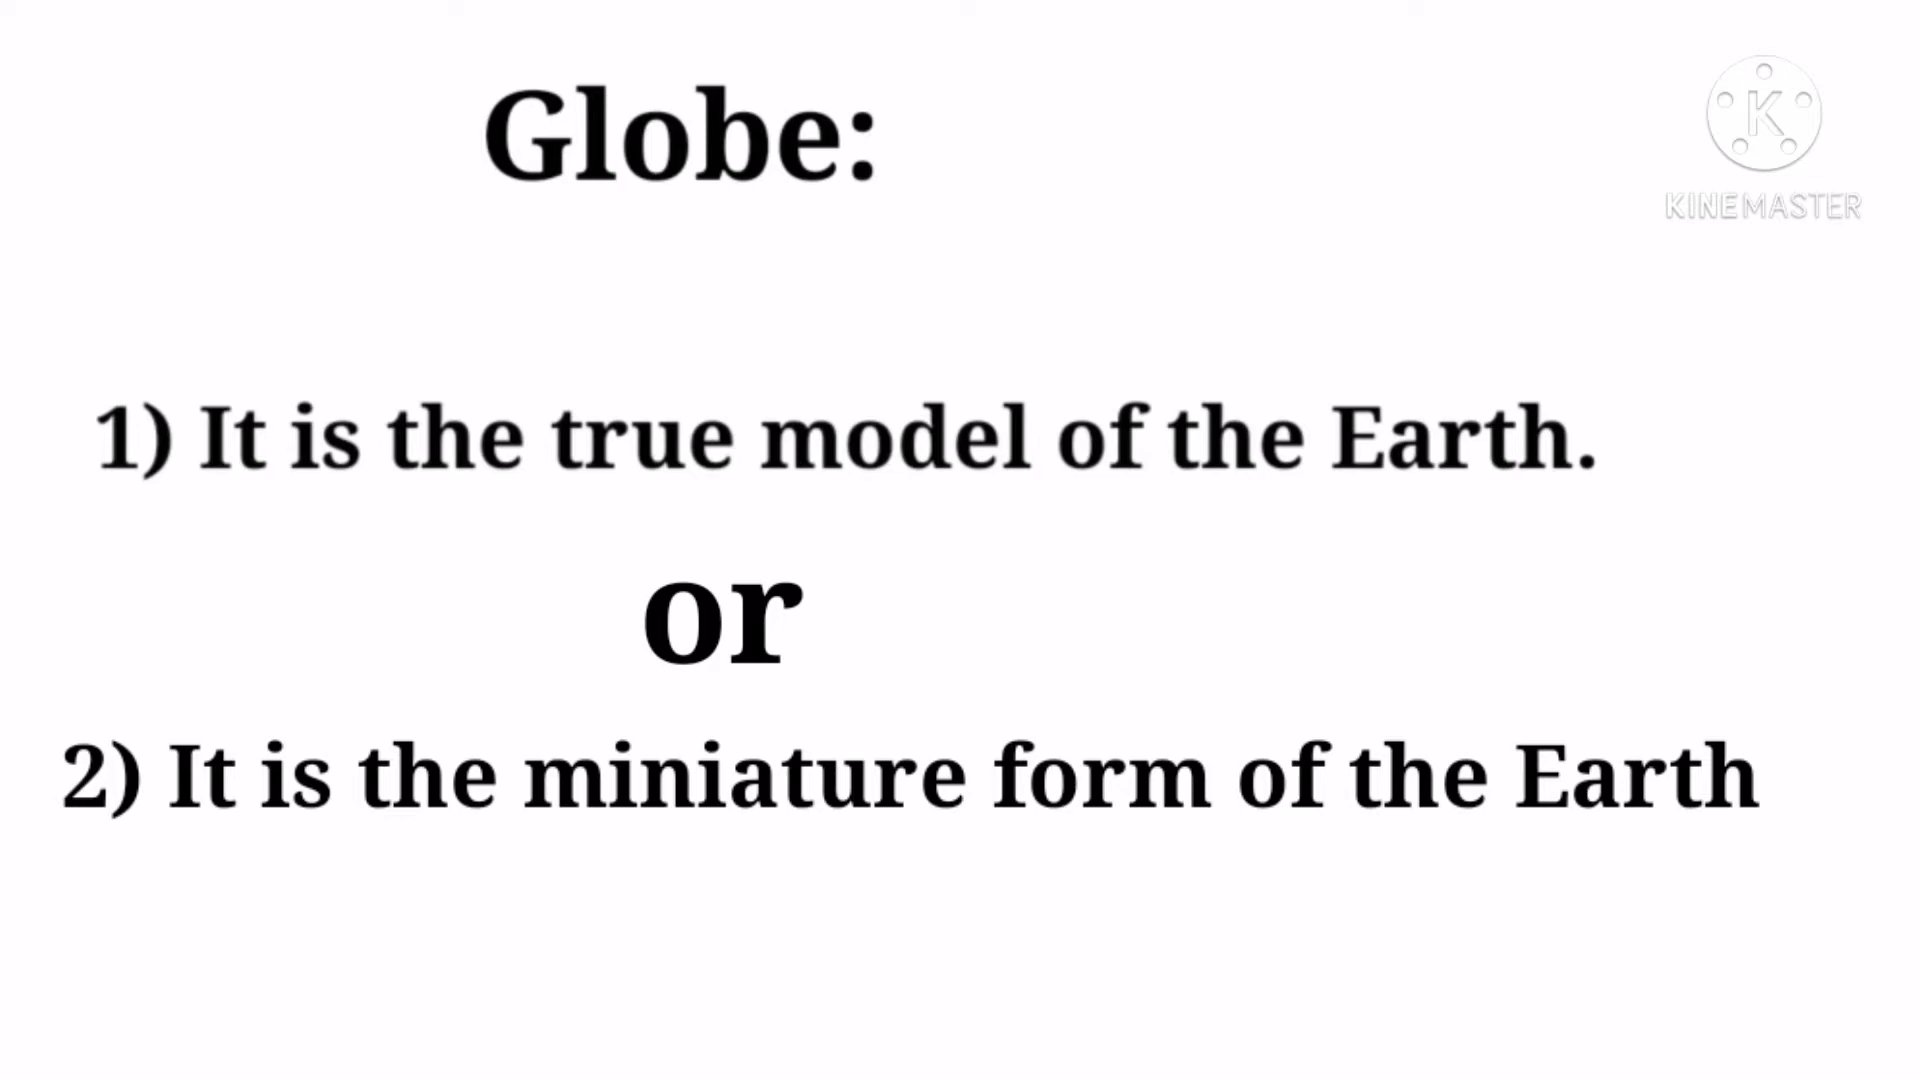 Globe:
K
KINEMASTER
1) It is the true model of the Earth.
or
2) It is the miniature form of the Earth